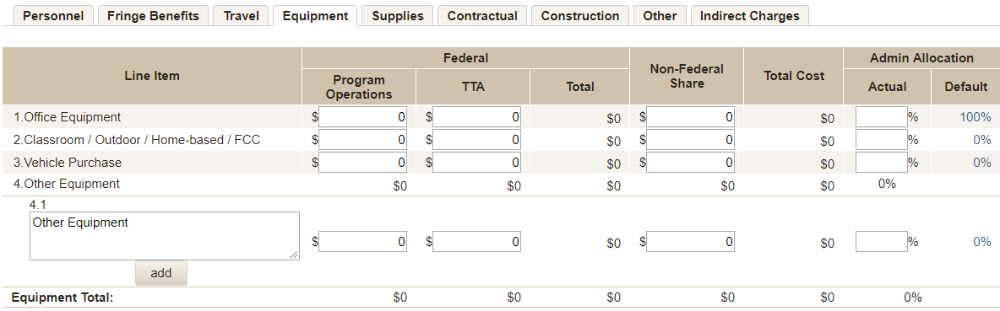 Personnel Fringe Benefits Travel Equipment Supplies Contractual Construction Other Indirect Charges
Line Item Federal Non-Federal Share Total Cost Admin Allocation
Program Operations TTA Total Actual Default
1.Office Equipment $ 0 $ 0 $0 $ 0 $0 % 100%
2.Classroom / Outdoor / Home-based / FCC $ 0 $ 0 $0 $ 0 $0 % 0%
3.Vehicle Purchase $ 0 $ 0 $0 $ 0 $0 % 0%
4.Other Equipment $0 $0 $0 $0 $0 0%
4.1
Other Equipment
$ 0 $ 0 $0 $ 0 $0 % 0%
add
Equipment Total: $0 $0 $0 $0 $0 0%